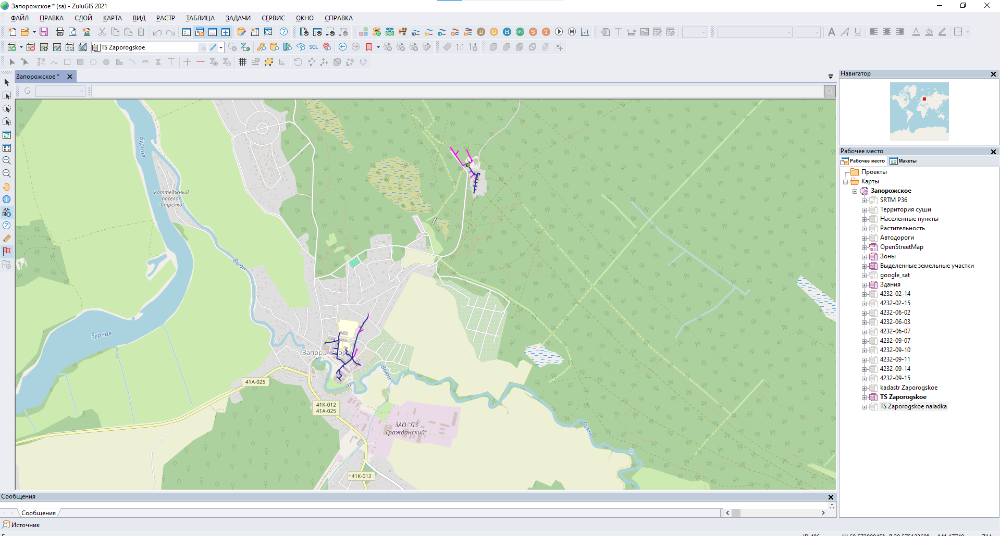 Запорожское * (sa) - ZuluGIS 2021
ФАЙЛ ПРАВКА СЛОЙ КАРТА ВИД РАСТР ТАБЛИЦА ЗАДАЧИ СЕРВИС ОКНО СПРАВКА
TS Zaporogskoe
SQL
1:1
Запорожское *
G
Навигатор
Рабочее место
Рабочее место Макеты
Проекты
Карты
Запорожское
SRTM P36
Территория суши
Населенные пункты
Растительность
Автодороги
OpenStreetMap
Зоны
Выделенные земельные участки
google_sat
Здания
4232-02-14
4232-02-15
4232-06-02
4232-06-03
4232-06-07
4232-09-07
4232-09-10
4232-09-11
4232-09-14
4232-09-15
kadastr Zaporogskoe
TS Zaporogskoe
TS Zaporogskoe naladka
Бурная
Коттеджный
поселок
"Стрелка"
Вьюн
Бурная
Вьюн
41А-025
41К-012
41А-025
ЗАО "ПЗ
Гражданский"
Вьюн
41К-012
Сообщения
Сообщения
Источник